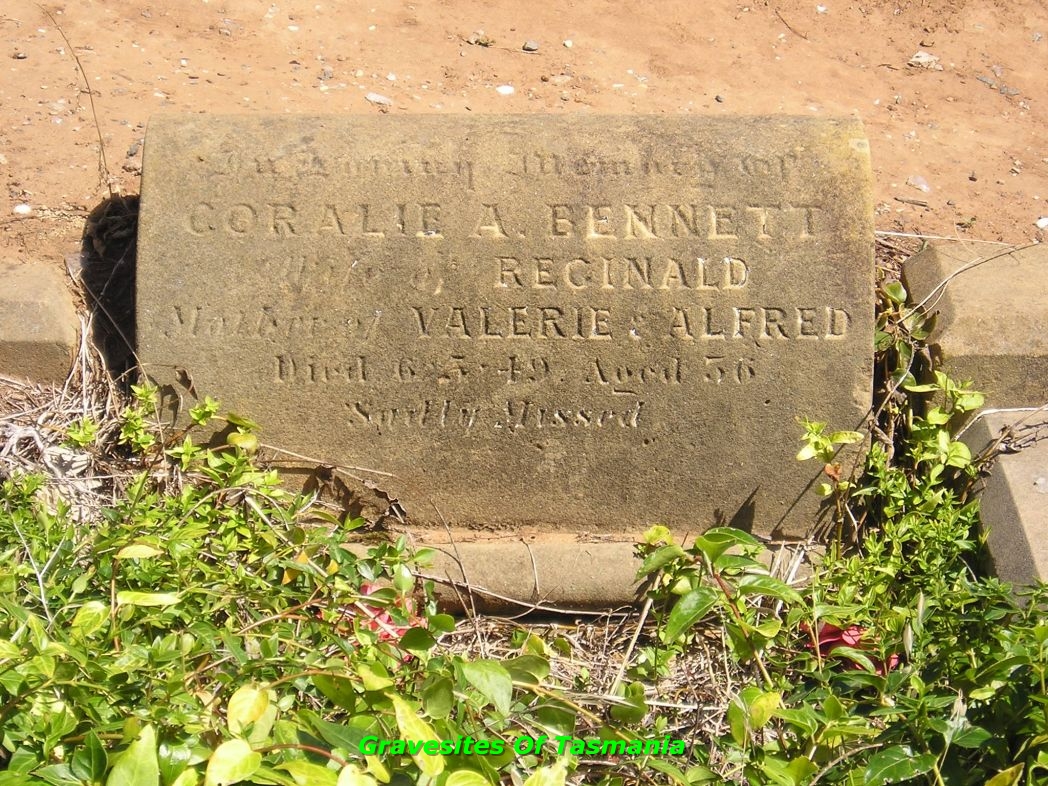 In Loving Memory Of
CORALIE A. BENNETT
Wife of REGINALD
Mother of VALERIE & ALFRED
Died 6·5·49. Aged 56
Sadly Missed
Gravesites Of Tasmania